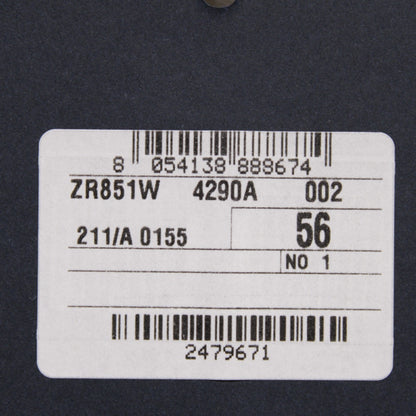 8 054138 888674
ZR851W 4290A 002
211/A 0155 56
NO 1
2479671